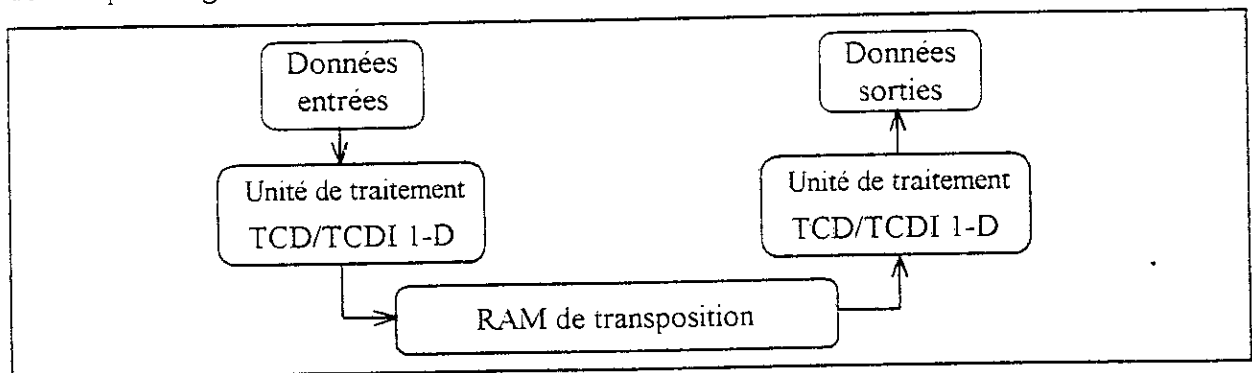 Données
entrées
Unité de traitement
TCD/TCDI 1-D
RAM de transposition
Unité de traitement
TCD/TCDI 1-D
Données
sorties